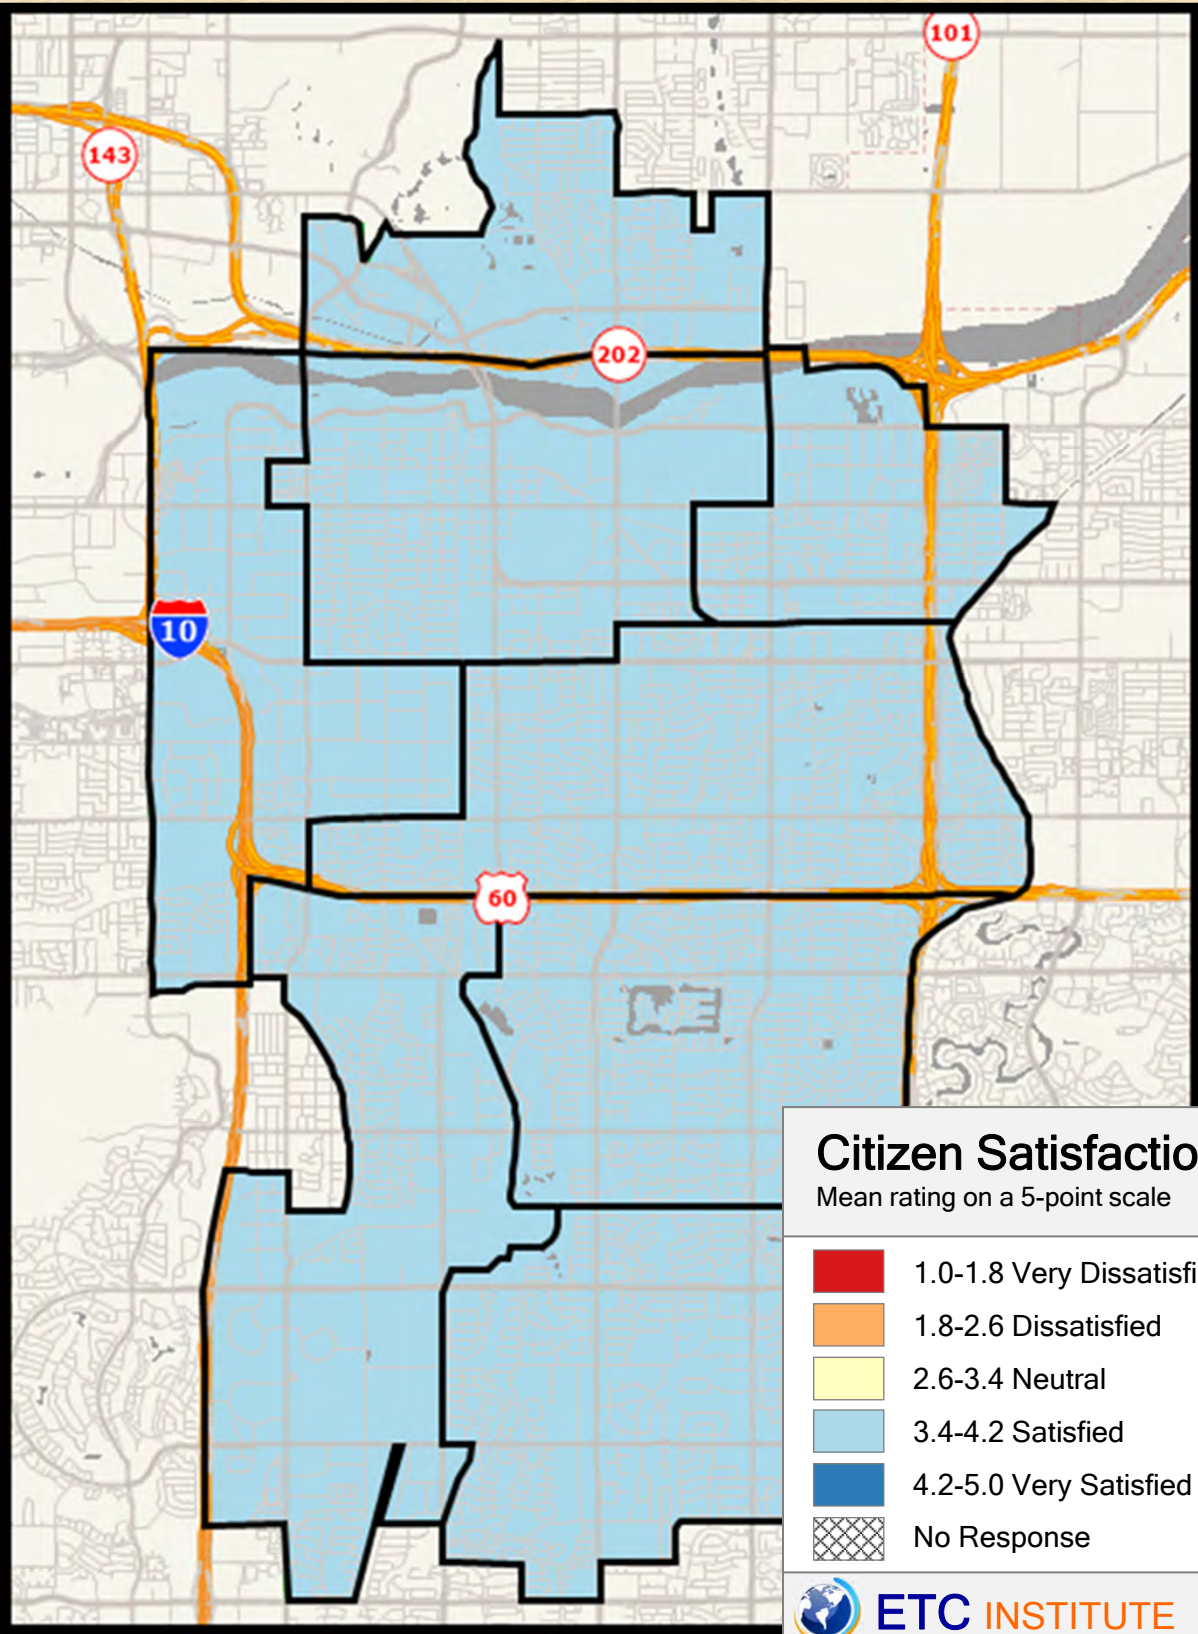 101
143
202
10
60
Citizen Satisfactio
Mean rating on a 5-point scale
1.0-1.8 Very Dissatisfi
1.8-2.6 Dissatisfied
2.6-3.4 Neutral
3.4-4.2 Satisfied
4.2-5.0 Very Satisfied
No Response
ETC INSTITUTE